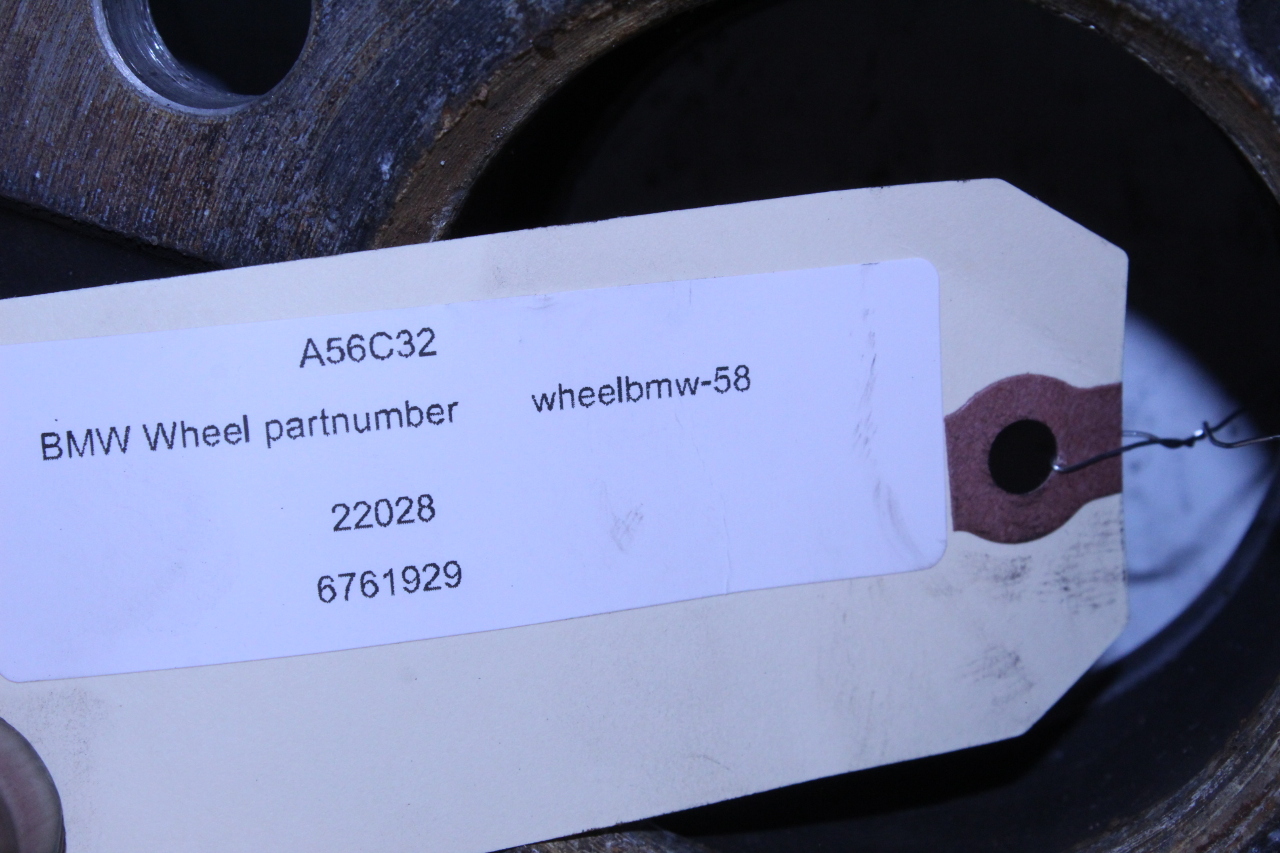 A56C32
BMW Wheel partnumber wheelbmw-58
22028
6761929